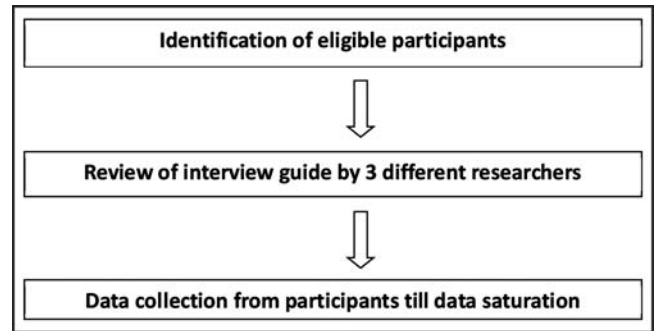 Identification of eligible participants
Review of interview guide by 3 different researchers
Data collection from participants till data saturation